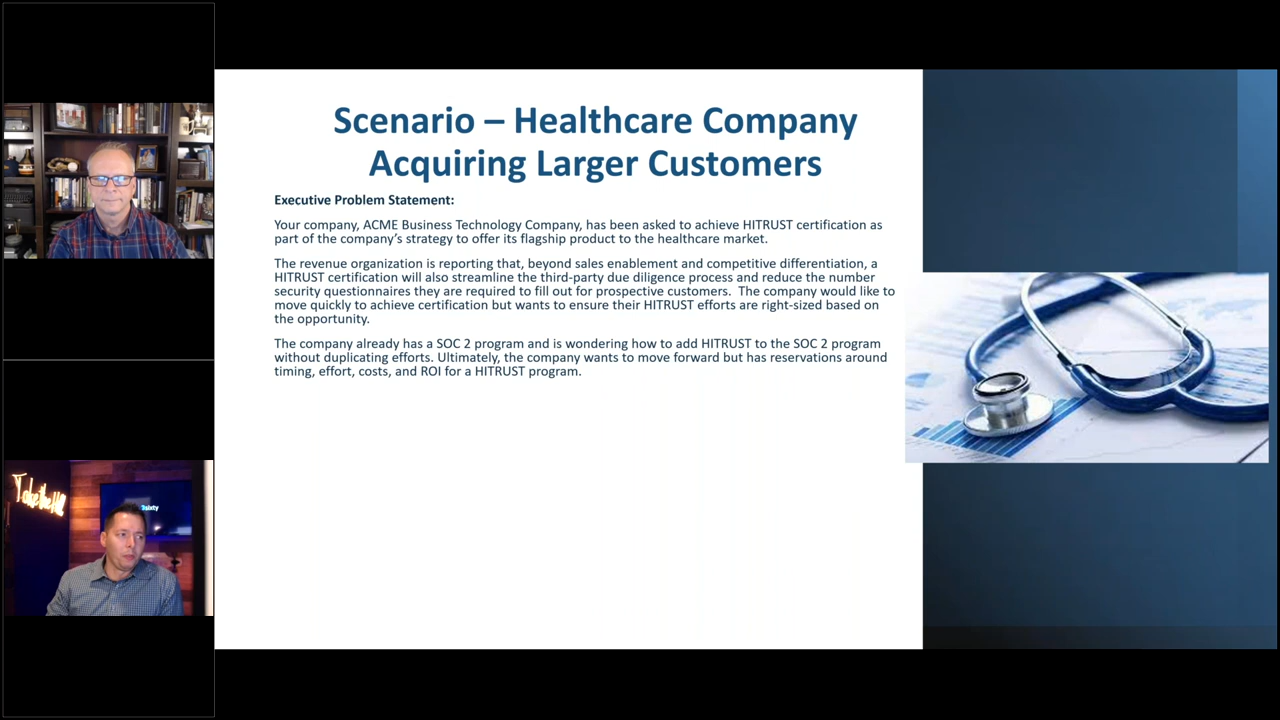 Scenario – Healthcare Company
Acquiring Larger Customers
Executive Problem Statement:
Your company, ACME Business Technology Company, has been asked to achieve HITRUST certification as
part of the company's strategy to offer its flagship product to the healthcare market.
The revenue organization is reporting that, beyond sales enablement and competitive differentiation, a
HITRUST certification will also streamline the third-party due diligence process and reduce the number
security questionnaires they are required to fill out for prospective customers. The company would like to
move quickly to achieve certification but wants to ensure their HITRUST efforts are right-sized based on
the opportunity.
The company already has a SOC 2 program and is wondering how to add HITRUST to the SOC 2 program
without duplicating efforts. Ultimately, the company wants to move forward but has reservations around
timing, effort, costs, and ROI for a HITRUST program.
Take the Hill
3sixty